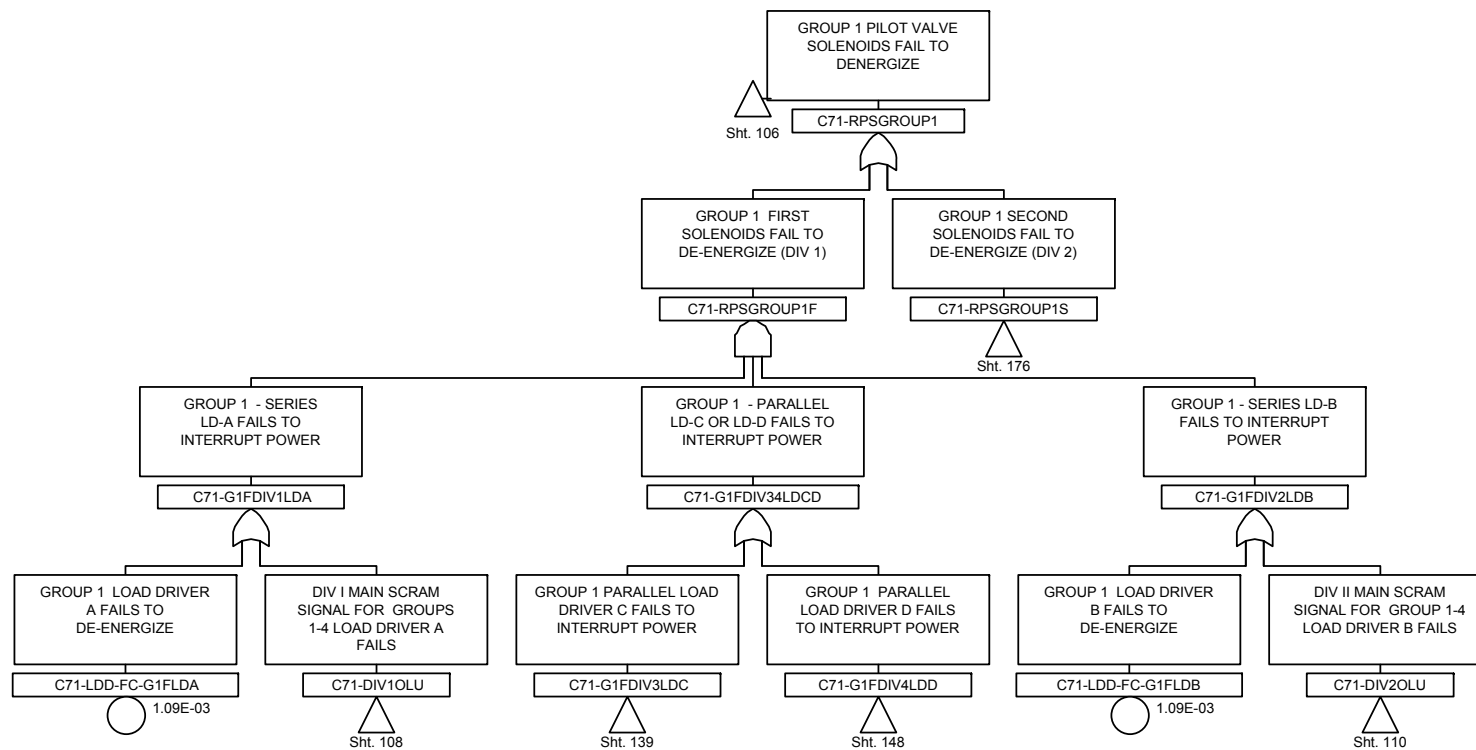 GROUP 1 PILOT VALVE
SOLENOIDS FAIL TO
DENERGIZE
Sht. 106
C71-RPSGROUP1
GROUP 1 FIRST
SOLENOIDS FAIL TO
DE-ENERGIZE (DIV 1)
C71-RPSGROUP1F
GROUP 1 SECOND
SOLENOIDS FAIL TO
DE-ENERGIZE (DIV 2)
C71-RPSGROUP1S
Sht. 176
GROUP 1 - SERIES
LD-A FAILS TO
INTERRUPT POWER
C71-G1FDIV1LDA
GROUP 1 - PARALLEL
LD-C OR LD-D FAILS TO
INTERRUPT POWER
C71-G1FDIV34LDCD
GROUP 1 - SERIES LD-B
FAILS TO INTERRUPT
POWER
C71-G1FDIV2LDB
GROUP 1 LOAD DRIVER
A FAILS TO
DE-ENERGIZE
C71-LDD-FC-G1FLDA
1.09E-03
DIV I MAIN SCRAM
SIGNAL FOR GROUPS
1-4 LOAD DRIVER A
FAILS
C71-DIV1OLU
Sht. 108
GROUP 1 PARALLEL LOAD
DRIVER C FAILS TO
INTERRUPT POWER
C71-G1FDIV3LDC
Sht. 139
GROUP 1 PARALLEL
LOAD DRIVER D FAILS
TO INTERRUPT POWER
C71-G1FDIV4LDD
Sht. 148
GROUP 1 LOAD DRIVER
B FAILS TO
DE-ENERGIZE
C71-LDD-FC-G1FLDB
1.09E-03
DIV II MAIN SCRAM
SIGNAL FOR GROUP 1-4
LOAD DRIVER B FAILS
C71-DIV2OLU
Sht. 110